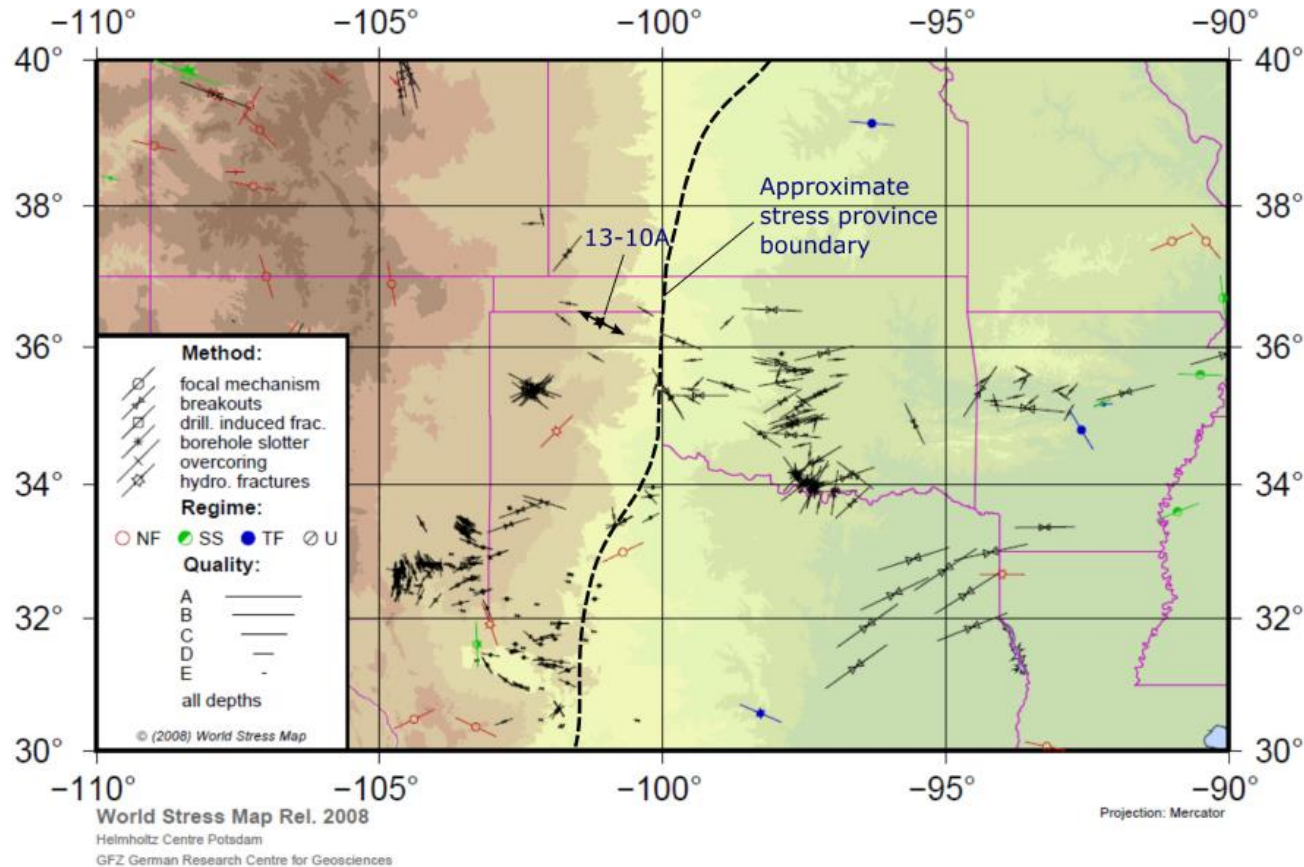 −110° −105° −100° −95° −90°
40° 40°
38° 38°
36° 36°
34° 34°
32° 32°
30° 30°
Approximate
stress province
boundary
13-10A
Method:
focal mechanism
breakouts
drill. induced frac.
borehole slotter
overcoring
hydro. fractures
Regime:
NF SS TF U
Quality:
A
B
C
D
E
all depths
© (2008) World Stress Map
−110° −105° −100° −95° −90°
World Stress Map Rel. 2008
Projection: Mercator
Helmholtz Centre Potsdam
GFZ German Research Centre for Geosciences